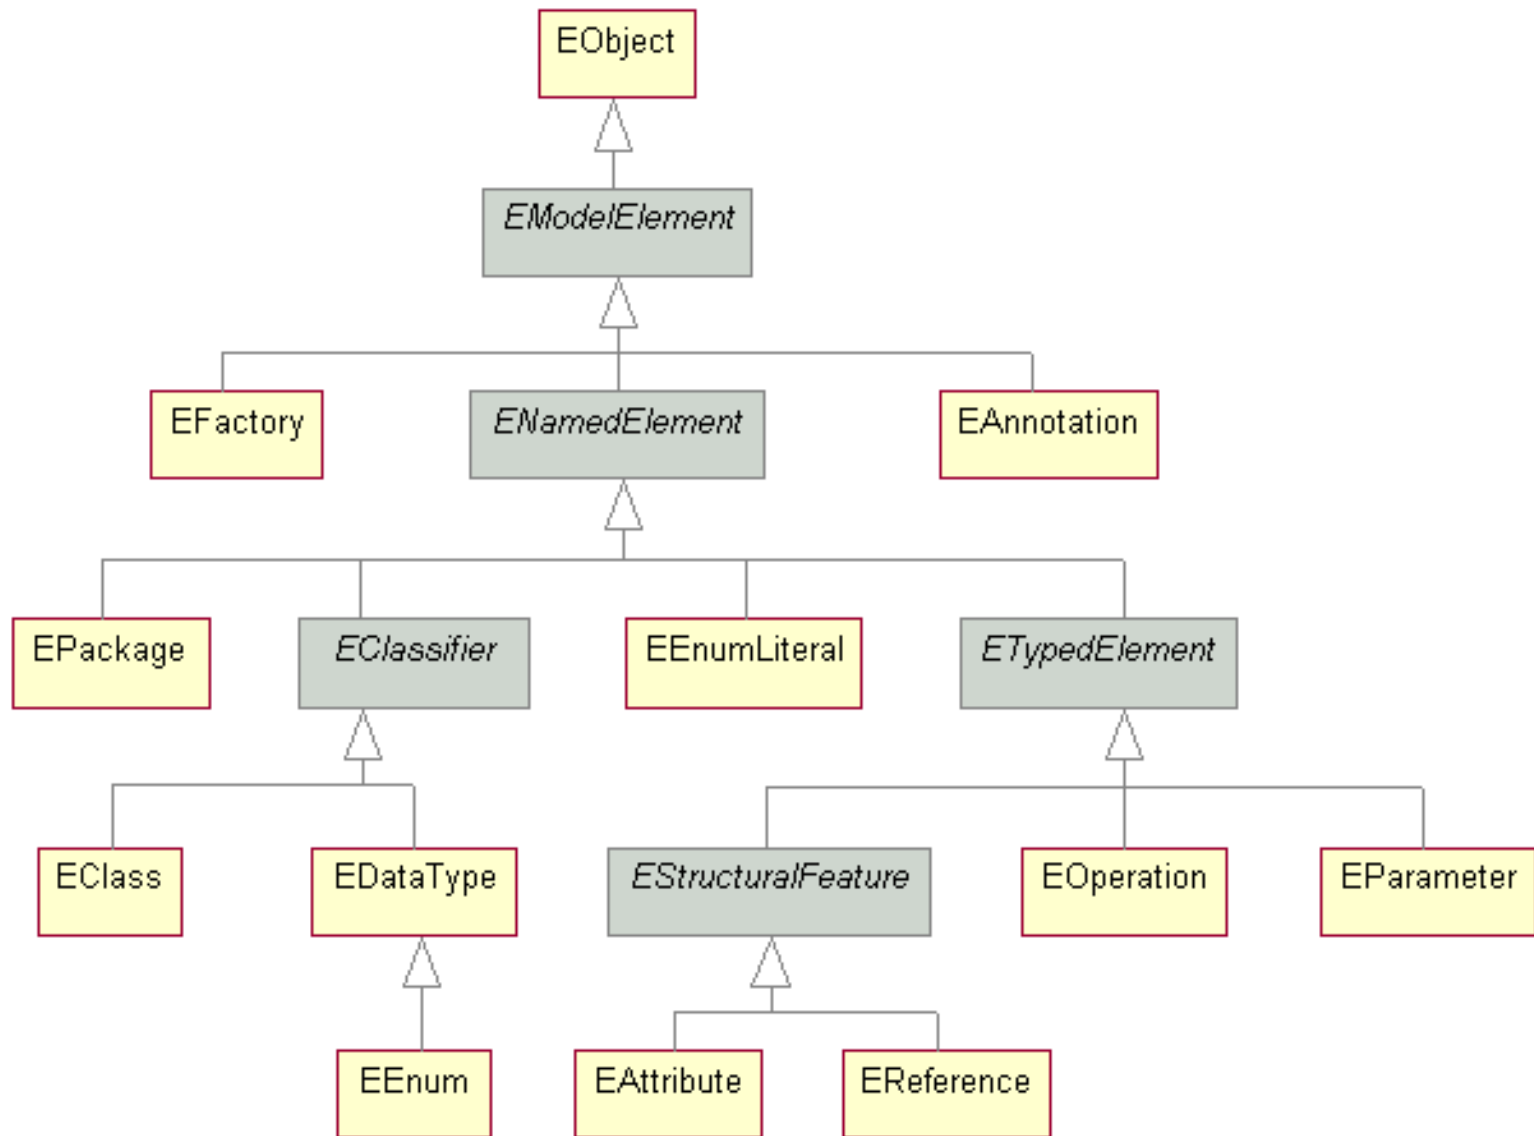 EObject
EModelElement
EFactory
ENamedElement
EAnnotation
EPackage
EClassifier
EEnumLiteral
ETypedElement
EClass
EDataType
EStructuralFeature
EOperation
EParameter
EEnum
EAttribute
EReference